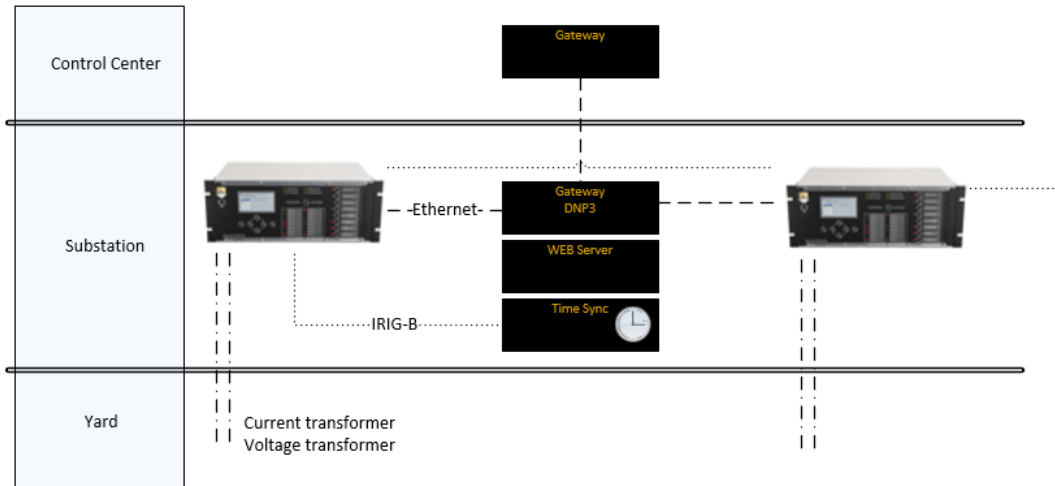 Control Center
Gateway
Substation
Ethernet
Gateway
DNP3
WEB Server
Time Sync
IRIG-B
Yard
Current transformer
Voltage transformer